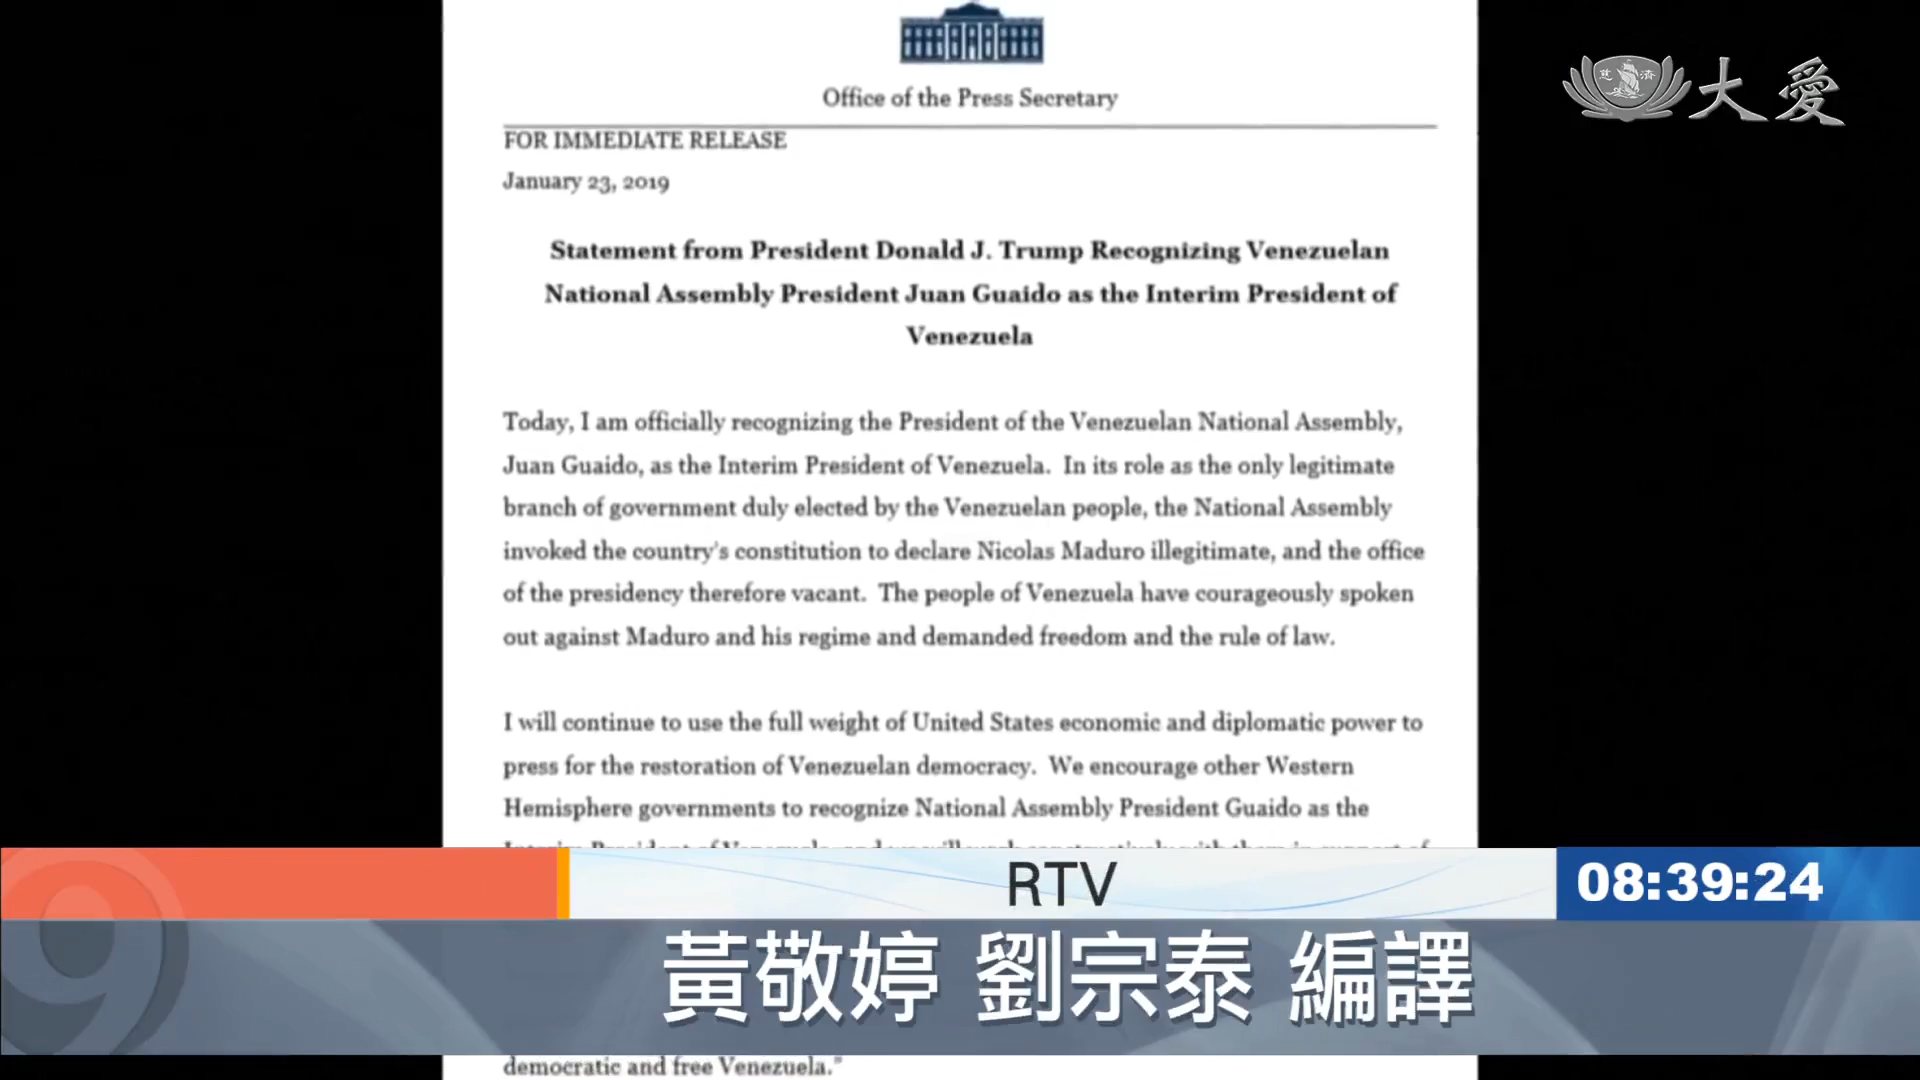 Office of the Press Secretary
慈濟
大愛
FOR IMMEDIATE RELEASE
January 23, 2019
Statement from President Donald J. Trump Recognizing Venezuelan
National Assembly President Juan Guaido as the Interim President of
Venezuela
Today, I am officially recognizing the President of the Venezuelan National Assembly,
Juan Guaido, as the Interim President of Venezuela.  In its role as the only legitimate
branch of government duly elected by the Venezuelan people, the National Assembly
invoked the country's constitution to declare Nicolas Maduro illegitimate, and the office
of the presidency therefore vacant.  The people of Venezuela have courageously spoken
out against Maduro and his regime and demanded freedom and the rule of law.
I will continue to use the full weight of United States economic and diplomatic power to
press for the restoration of Venezuelan democracy.  We encourage other Western
Hemisphere governments to recognize National Assembly President Guaido as the
RTV
08:39:24
黃敬婷 劉宗泰 編譯
democratic and free Venezuela."